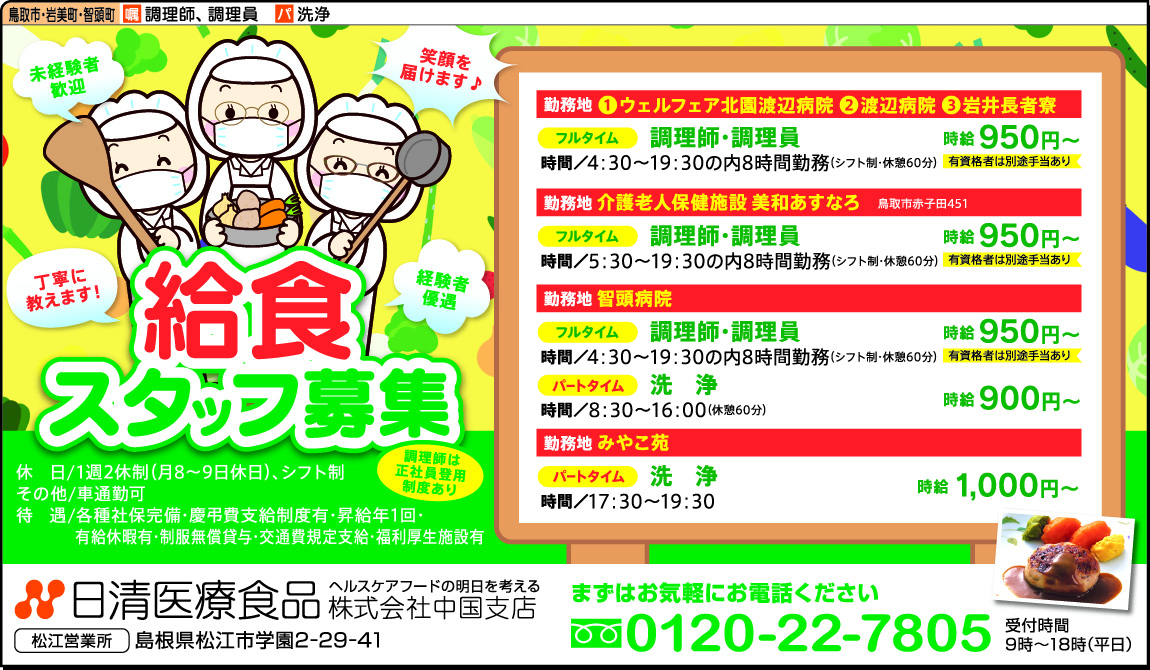 鳥取市・岩美町・智頭町 嘱 調理師、調理員 パ 洗浄
未経験者
歓迎
笑顔を
届けます♪
丁寧に
教えます!
経験者
優遇
給食
スタッフ募集
調理師は
正社員登用
制度あり
休 日/1週2休制(月8～9日休日)、シフト制
その他/車通勤可
待 遇/各種社保完備・慶弔費支給制度有・昇給年1回・
有給休暇有・制服無償貸与・交通費規定支給・福利厚生施設有
勤務地 ❶ウェルフェア北園渡辺病院 ❷渡辺病院 ❸岩井長者寮
フルタイム 調理師・調理員 時給950円～
時間/4:30～19:30の内8時間勤務(シフト制・休憩60分) 有資格者は別途手当あり
勤務地 介護老人保健施設 美和あすなろ 鳥取市赤子田451
フルタイム 調理師・調理員 時給950円～
時間/5:30～19:30の内8時間勤務(シフト制・休憩60分) 有資格者は別途手当あり
勤務地 智頭病院
フルタイム 調理師・調理員 時給950円～
時間/4:30～19:30の内8時間勤務(シフト制・休憩60分) 有資格者は別途手当あり
パートタイム 洗 浄 時給900円～
時間/8:30～16:00(休憩60分)
勤務地 みやこ苑
パートタイム 洗 浄 時給1,000円～
時間/17:30～19:30
日清医療食品 ヘルスケアフードの明日を考える
株式会社中国支店
松江営業所 島根県松江市学園2-29-41
まずはお気軽にお電話ください
0120-22-7805 受付時間
9時～18時(平日)